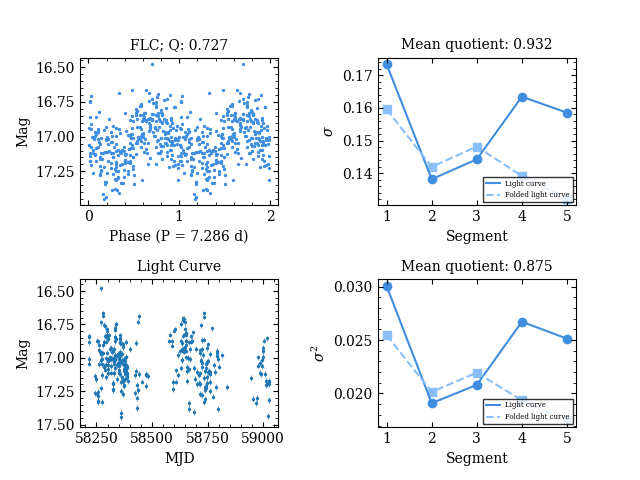 FLC; Q: 0.727
Mag
16.50
16.75
17.00
17.25
0
1
2
Phase (P = 7.286 d)
Mean quotient: 0.932
σ
0.17
0.16
0.15
0.14
Light curve
Folded light curve
1
2
3
4
5
Segment
Light Curve
Mag
16.50
16.75
17.00
17.25
17.50
58250
58500
58750
59000
MJD
Mean quotient: 0.875
σ²
0.030
0.025
0.020
Light curve
Folded light curve
1
2
3
4
5
Segment